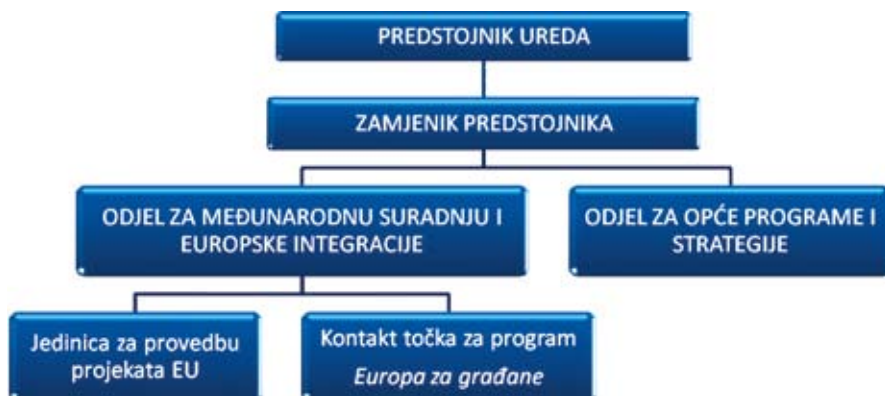 PREDSTOJNIK UREDA
ZAMJENIK PREDSTOJNIKA
ODJEL ZA MEĐUNARODNU SURADNJU I
EUROPSKE INTEGRACIJE
ODJEL ZA OPĆE PROGRAME I
STRATEGIJE
Jedinica za provedbu
projekata EU
Kontakt točka za program
Europa za građane